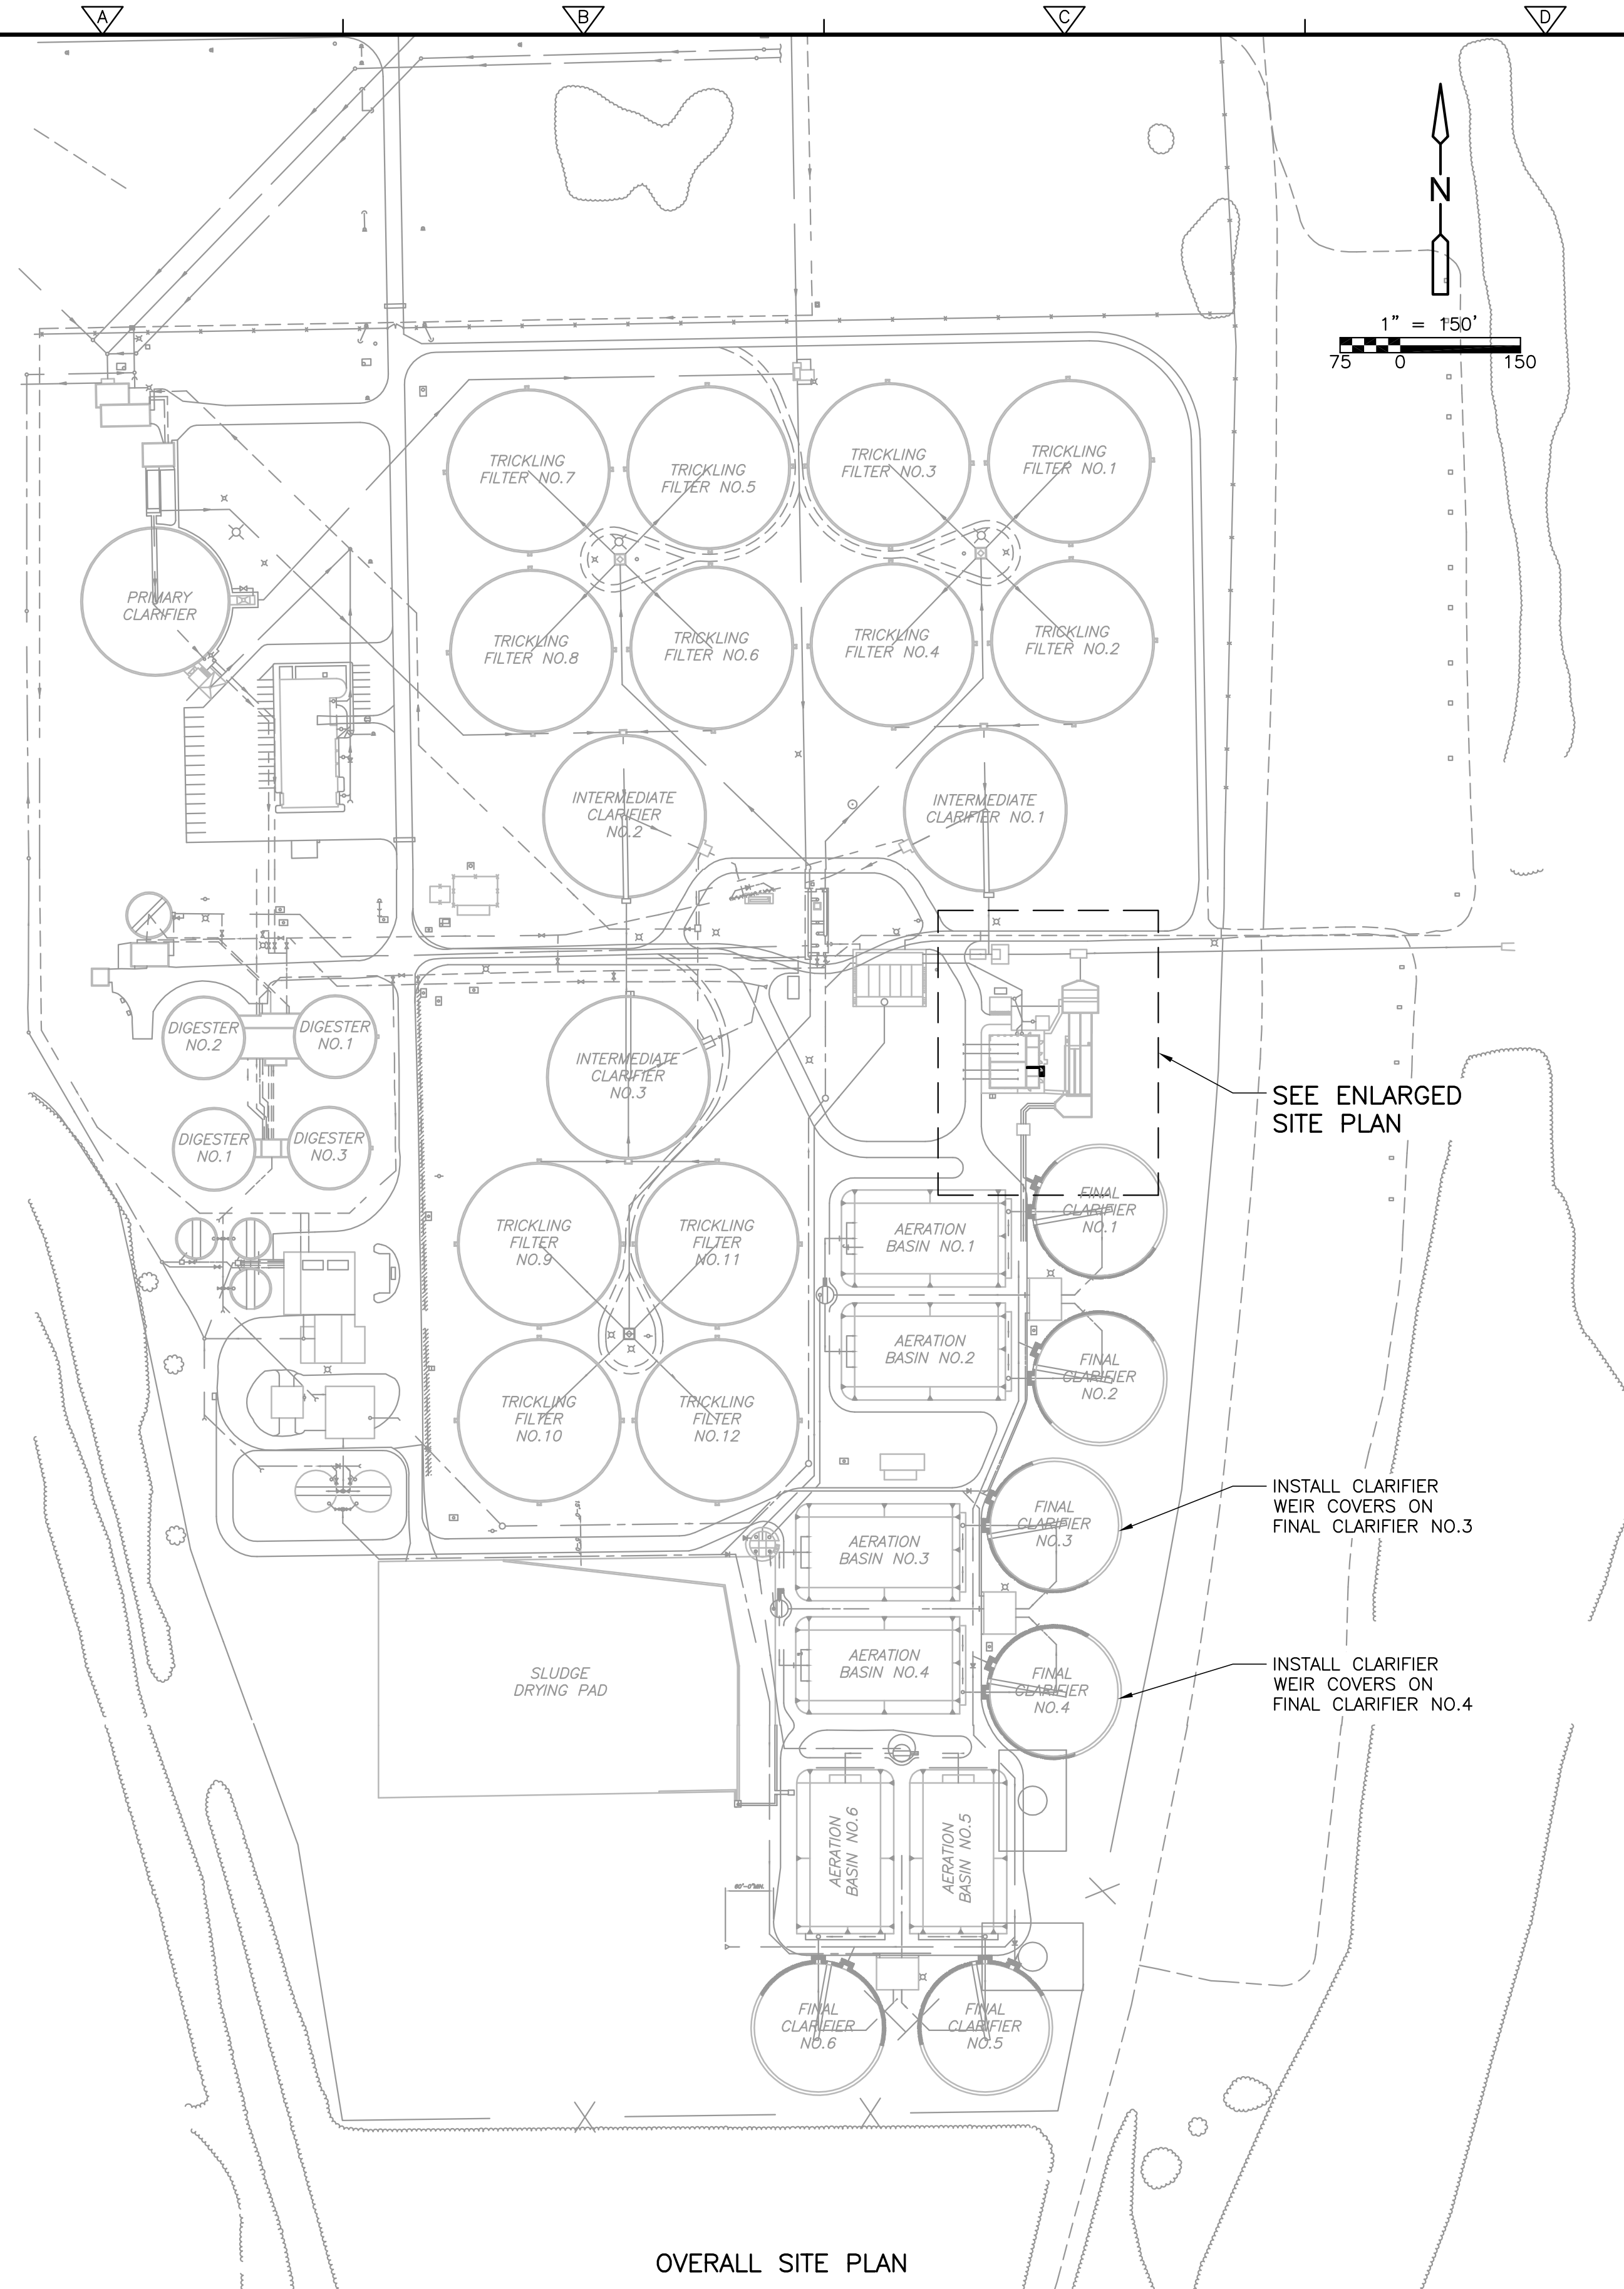 A
B
C
D
N
1" = 150'
75 0 150
TRICKLING
FILTER NO.7
TRICKLING
FILTER NO.5
TRICKLING
FILTER NO.3
TRICKLING
FILTER NO.1
PRIMARY
CLARIFIER
TRICKLING
FILTER NO.8
TRICKLING
FILTER NO.6
TRICKLING
FILTER NO.4
TRICKLING
FILTER NO.2
INTERMEDIATE
CLARIFIER
NO.2
INTERMEDIATE
CLARIFIER NO.1
DIGESTER
NO.2
DIGESTER
NO.1
INTERMEDIATE
CLARIFIER
NO.3
SEE ENLARGED
SITE PLAN
DIGESTER
NO.1
DIGESTER
NO.3
FINAL
CLARIFIER
NO.1
TRICKLING
FILTER
NO.9
TRICKLING
FILTER
NO.11
AERATION
BASIN NO.1
AERATION
BASIN NO.2
FINAL
CLARIFIER
NO.2
TRICKLING
FILTER
NO.10
TRICKLING
FILTER
NO.12
INSTALL CLARIFIER
WEIR COVERS ON
FINAL CLARIFIER NO.3
FINAL
CLARIFIER
NO.3
AERATION
BASIN NO.3
AERATION
BASIN NO.4
FINAL
CLARIFIER
NO.4
INSTALL CLARIFIER
WEIR COVERS ON
FINAL CLARIFIER NO.4
SLUDGE
DRYING PAD
AERATION
BASIN NO.6
AERATION
BASIN NO.5
FINAL
CLARIFIER
NO.6
FINAL
CLARIFIER
NO.5
OVERALL SITE PLAN